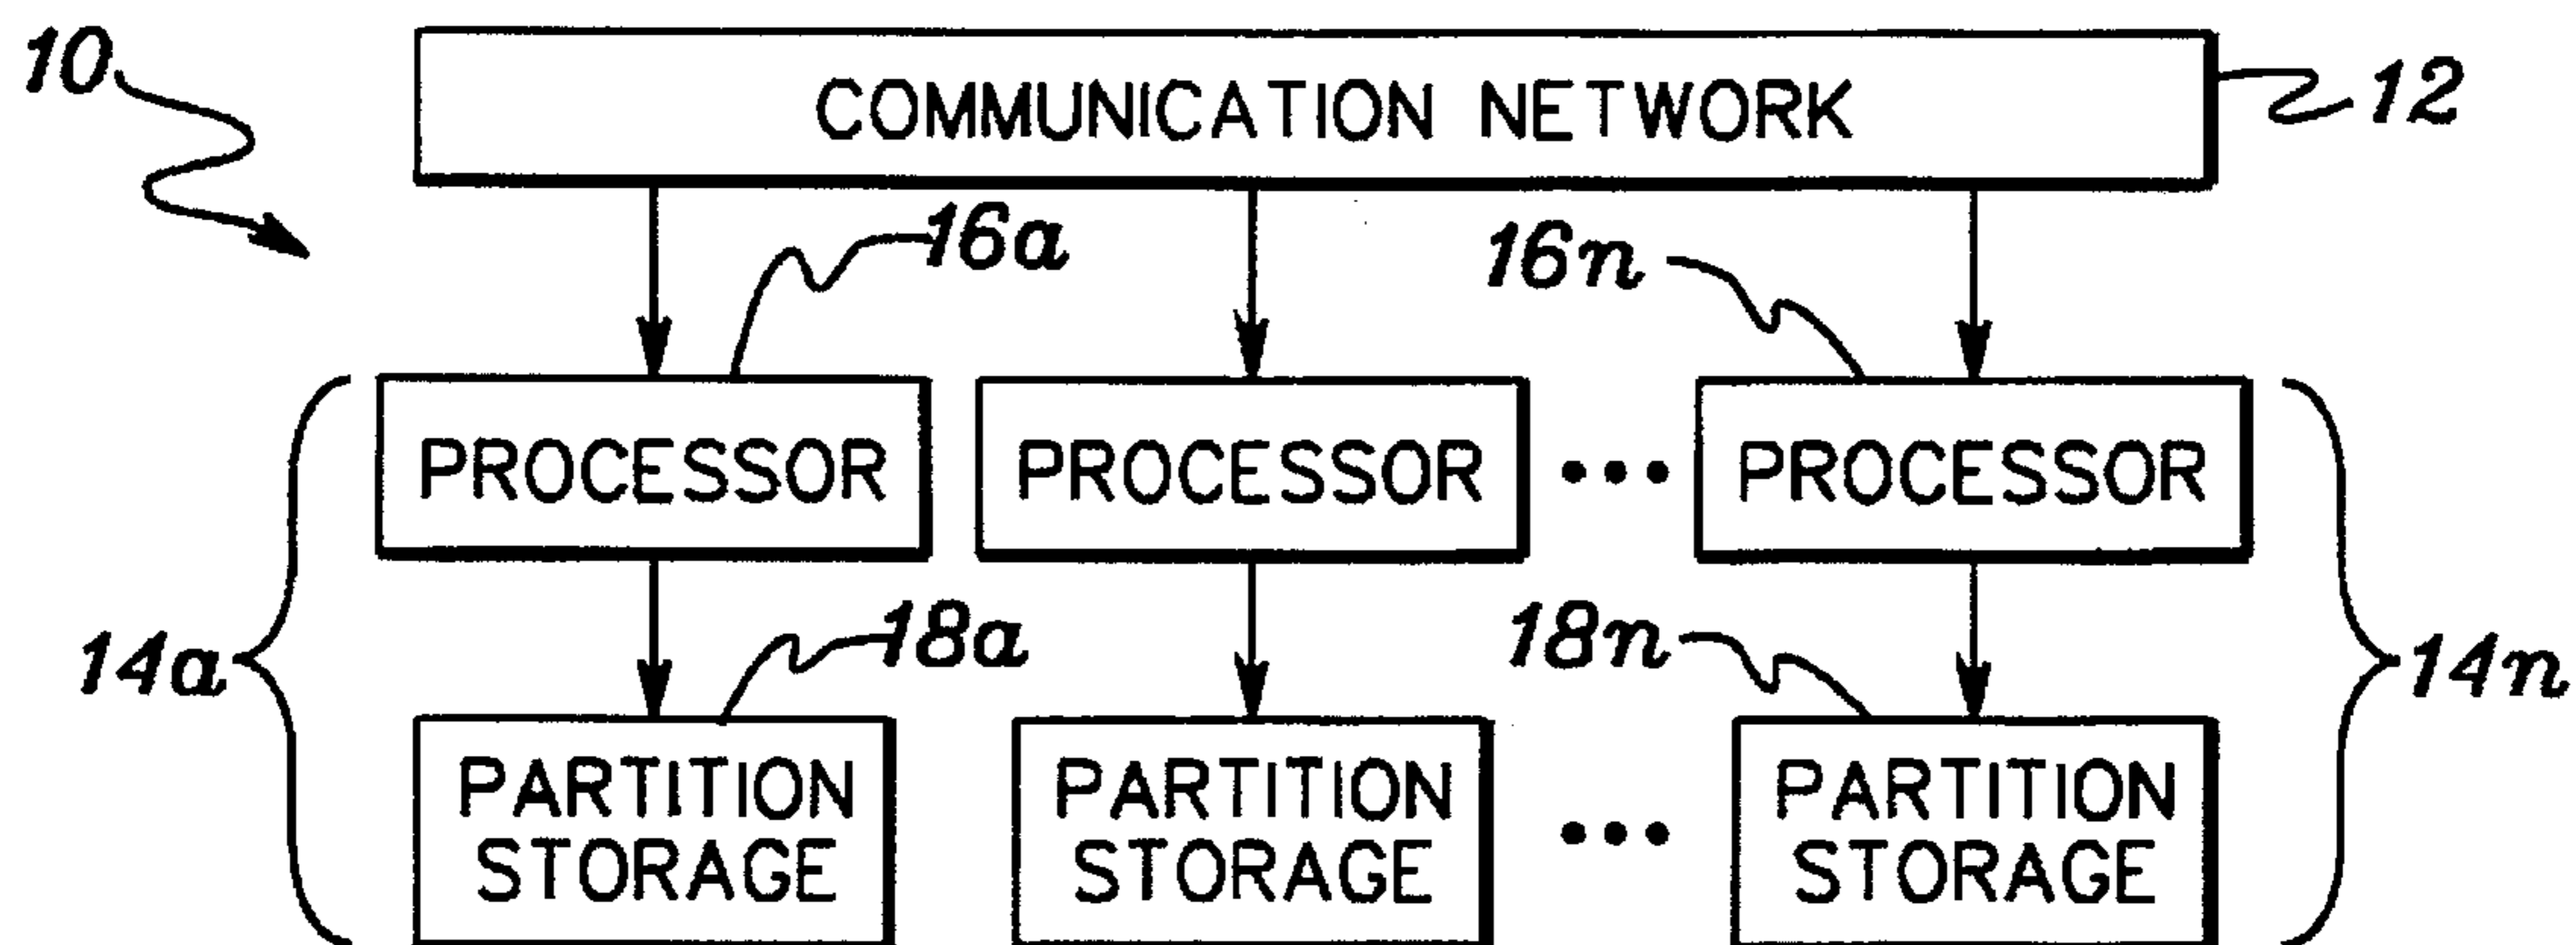 10
COMMUNICATION NETWORK
12
16a
16n
PROCESSOR
PROCESSOR
PROCESSOR
14a
18a
18n
14n
PARTITION
STORAGE
PARTITION
STORAGE
PARTITION
STORAGE